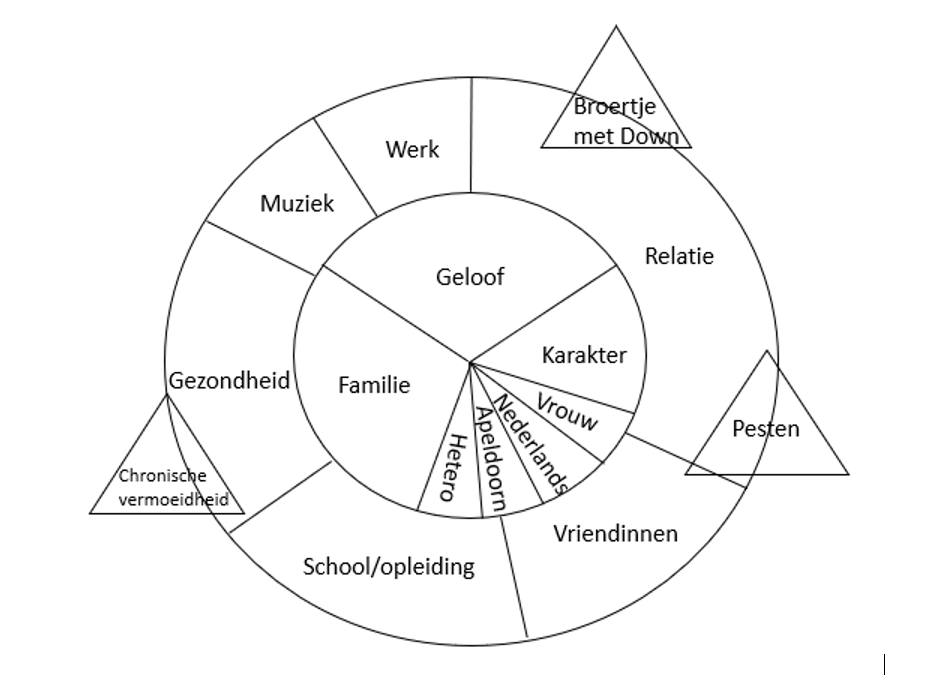 Broertje
met Down
Werk
Muziek
Relatie
Geloof
Karakter
Gezondheid
Familie
Vrouw
Nederlands
Apeldoorn
Hetero
Pesten
Chronische
vermoeidheid
Vriendinnen
School/opleiding